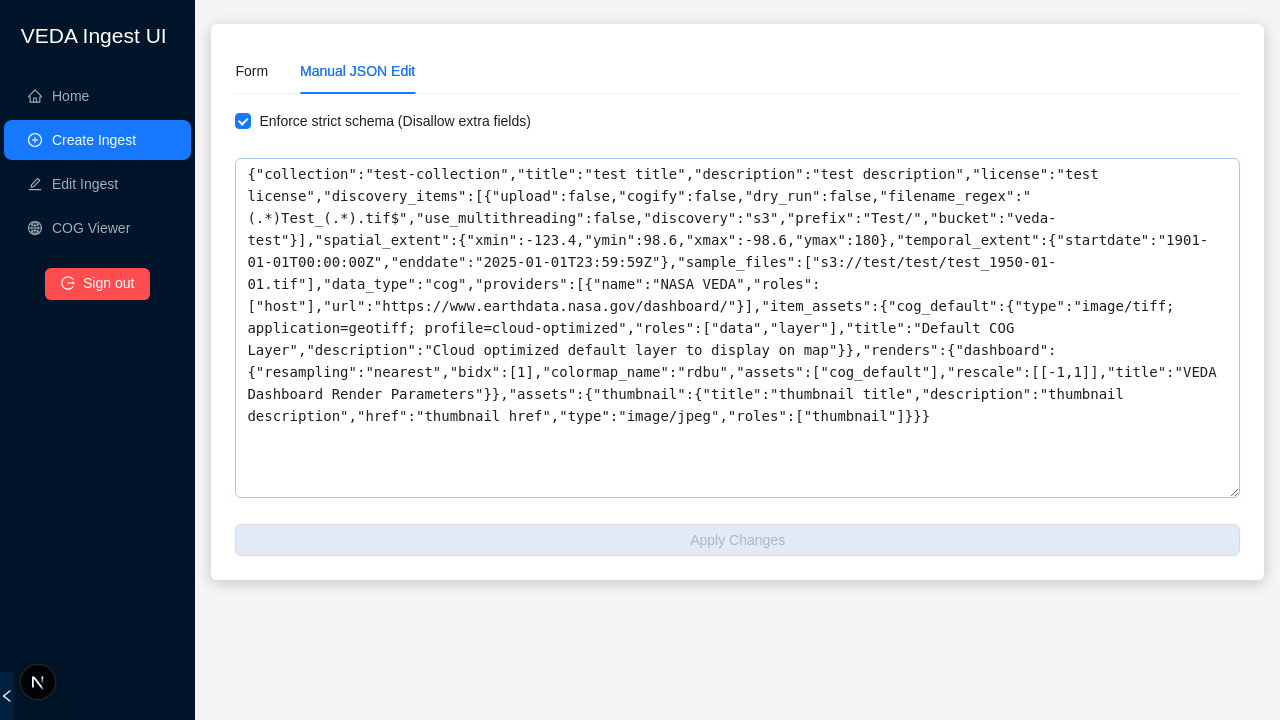 VEDA Ingest UI
Home
Create Ingest
Edit Ingest
COG Viewer
Sign out
Form
Manual JSON Edit
Enforce strict schema (Disallow extra fields)
{"collection":"test-collection","title":"test title","description":"test description","license":"test
license","discovery_items":[{"upload":false,"cogify":false,"dry_run":false,"filename_regex":"
(.*)Test_(.*).tif$","use_multithreading":false,"discovery":"s3","prefix":"Test/","bucket":"veda-
test"}],"spatial_extent":{"xmin":-123.4,"ymin":98.6,"xmax":-98.6,"ymax":180},"temporal_extent":{"startdate":"1901-
01-01T00:00:00Z","enddate":"2025-01-01T23:59:59Z"},"sample_files":["s3://test/test/test_1950-01-
01.tif"],"data_type":"cog","providers":[{"name":"NASA VEDA","roles":
["host"],"url":"https://www.earthdata.nasa.gov/dashboard/"}],"item_assets":{"cog_default":{"type":"image/tiff;
application=geotiff; profile=cloud-optimized","roles":["data","layer"],"title":"Default COG
Layer","description":"Cloud optimized default layer to display on map"}},"renders":{"dashboard":
{"resampling":"nearest","bidx":[1],"colormap_name":"rdbu","assets":["cog_default"],"rescale":[[-1,1]],"title":"VEDA
Dashboard Render Parameters"}},"assets":{"thumbnail":{"title":"thumbnail title","description":"thumbnail
description","href":"thumbnail href","type":"image/jpeg","roles":["thumbnail"]}}}
Apply Changes
N